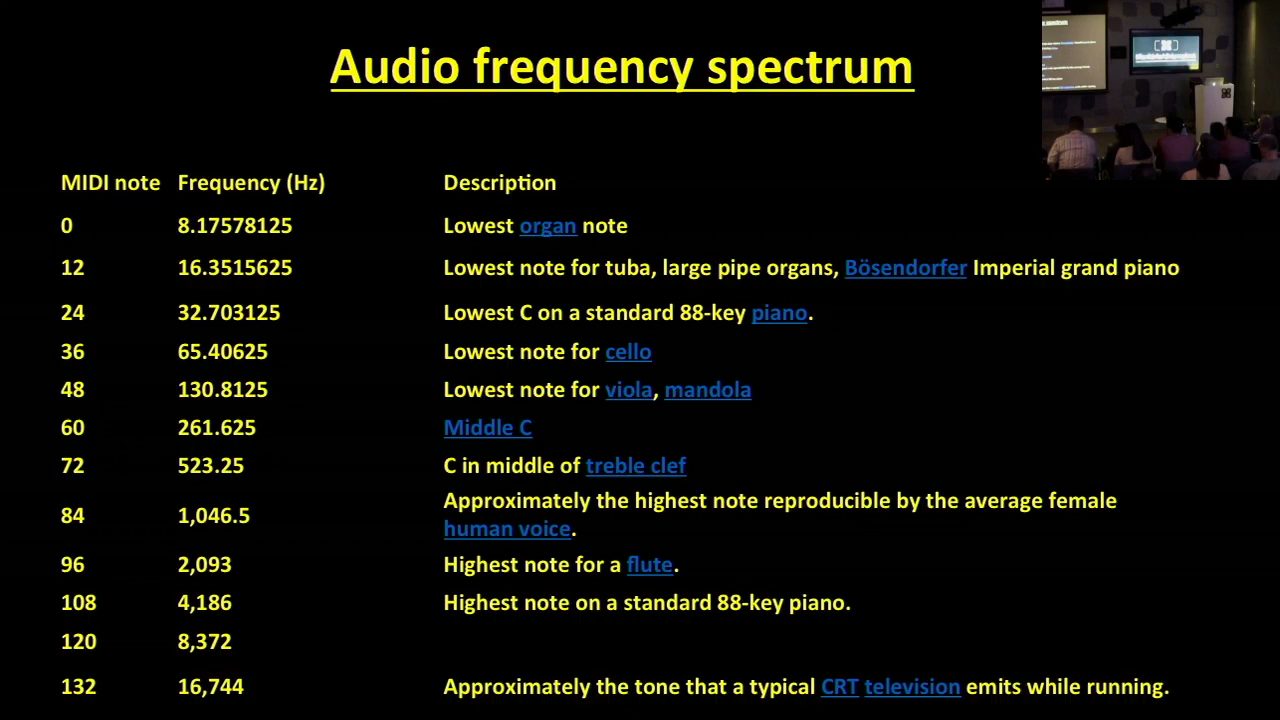 Audio frequency spectrum
MIDI note Frequency (Hz) Description
0 8.17578125 Lowest organ note
12 16.3515625 Lowest note for tuba, large pipe organs, Bösendorfer Imperial grand piano
24 32.703125 Lowest C on a standard 88-key piano.
36 65.40625 Lowest note for cello
48 130.8125 Lowest note for viola, mandola
60 261.625 Middle C
72 523.25 C in middle of treble clef
84 1,046.5 Approximately the highest note reproducible by the average female
human voice.
96 2,093 Highest note for a flute.
108 4,186 Highest note on a standard 88-key piano.
120 8,372
132 16,744 Approximately the tone that a typical CRT television emits while running.